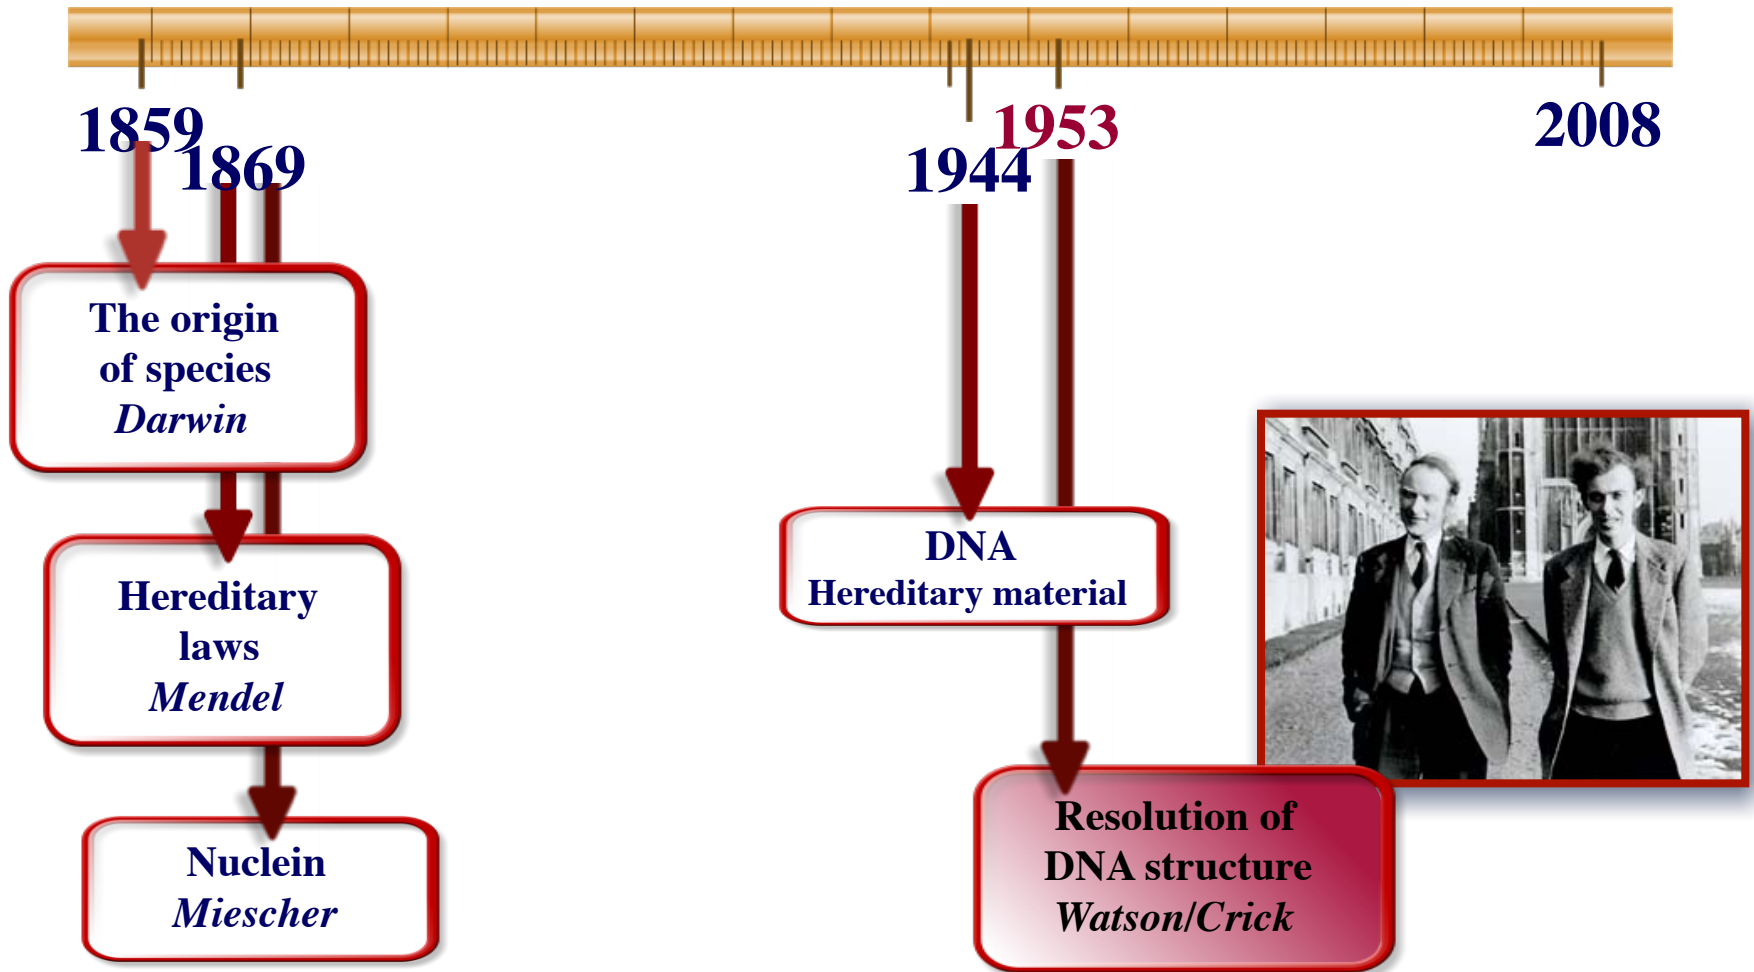 1859
1869
1944
1953
2008
The origin
of species
Darwin
Hereditary
laws
Mendel
Nuclein
Miescher
DNA
Hereditary material
Resolution of
DNA structure
Watson/Crick